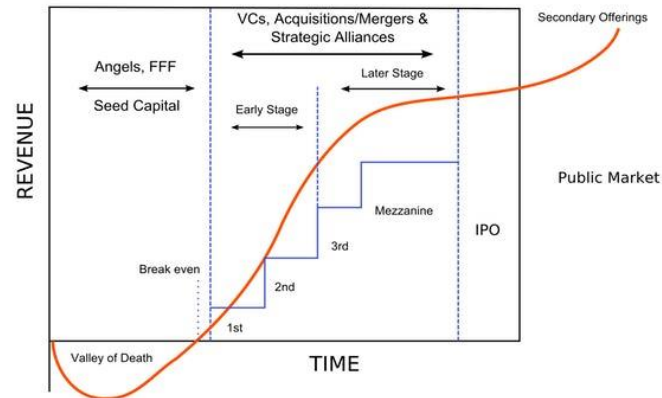 VCs, Acquisitions/Mergers &
Strategic Alliances
Secondary Offerings
Angels, FFF
Seed Capital
Early Stage
Later Stage
REVENUE
Public Market
Mezzanine
IPO
3rd
Break even
2nd
1st
Valley of Death
TIME